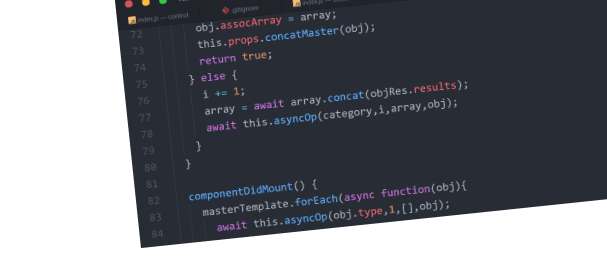 index.js — control .gitignore index.js
72 obj.assocArray = array;
73 this.props.concatMaster(obj);
74 return true;
75 } else {
76 i += 1;
77 array = await array.concat(objRes.results);
78 await this.asyncOp(category,i,array,obj);
79 }
80 }
81
82 componentDidMount() {
83 masterTemplate.forEach(async function(obj){
84 await this.asyncOp(obj.type,1,[],obj);